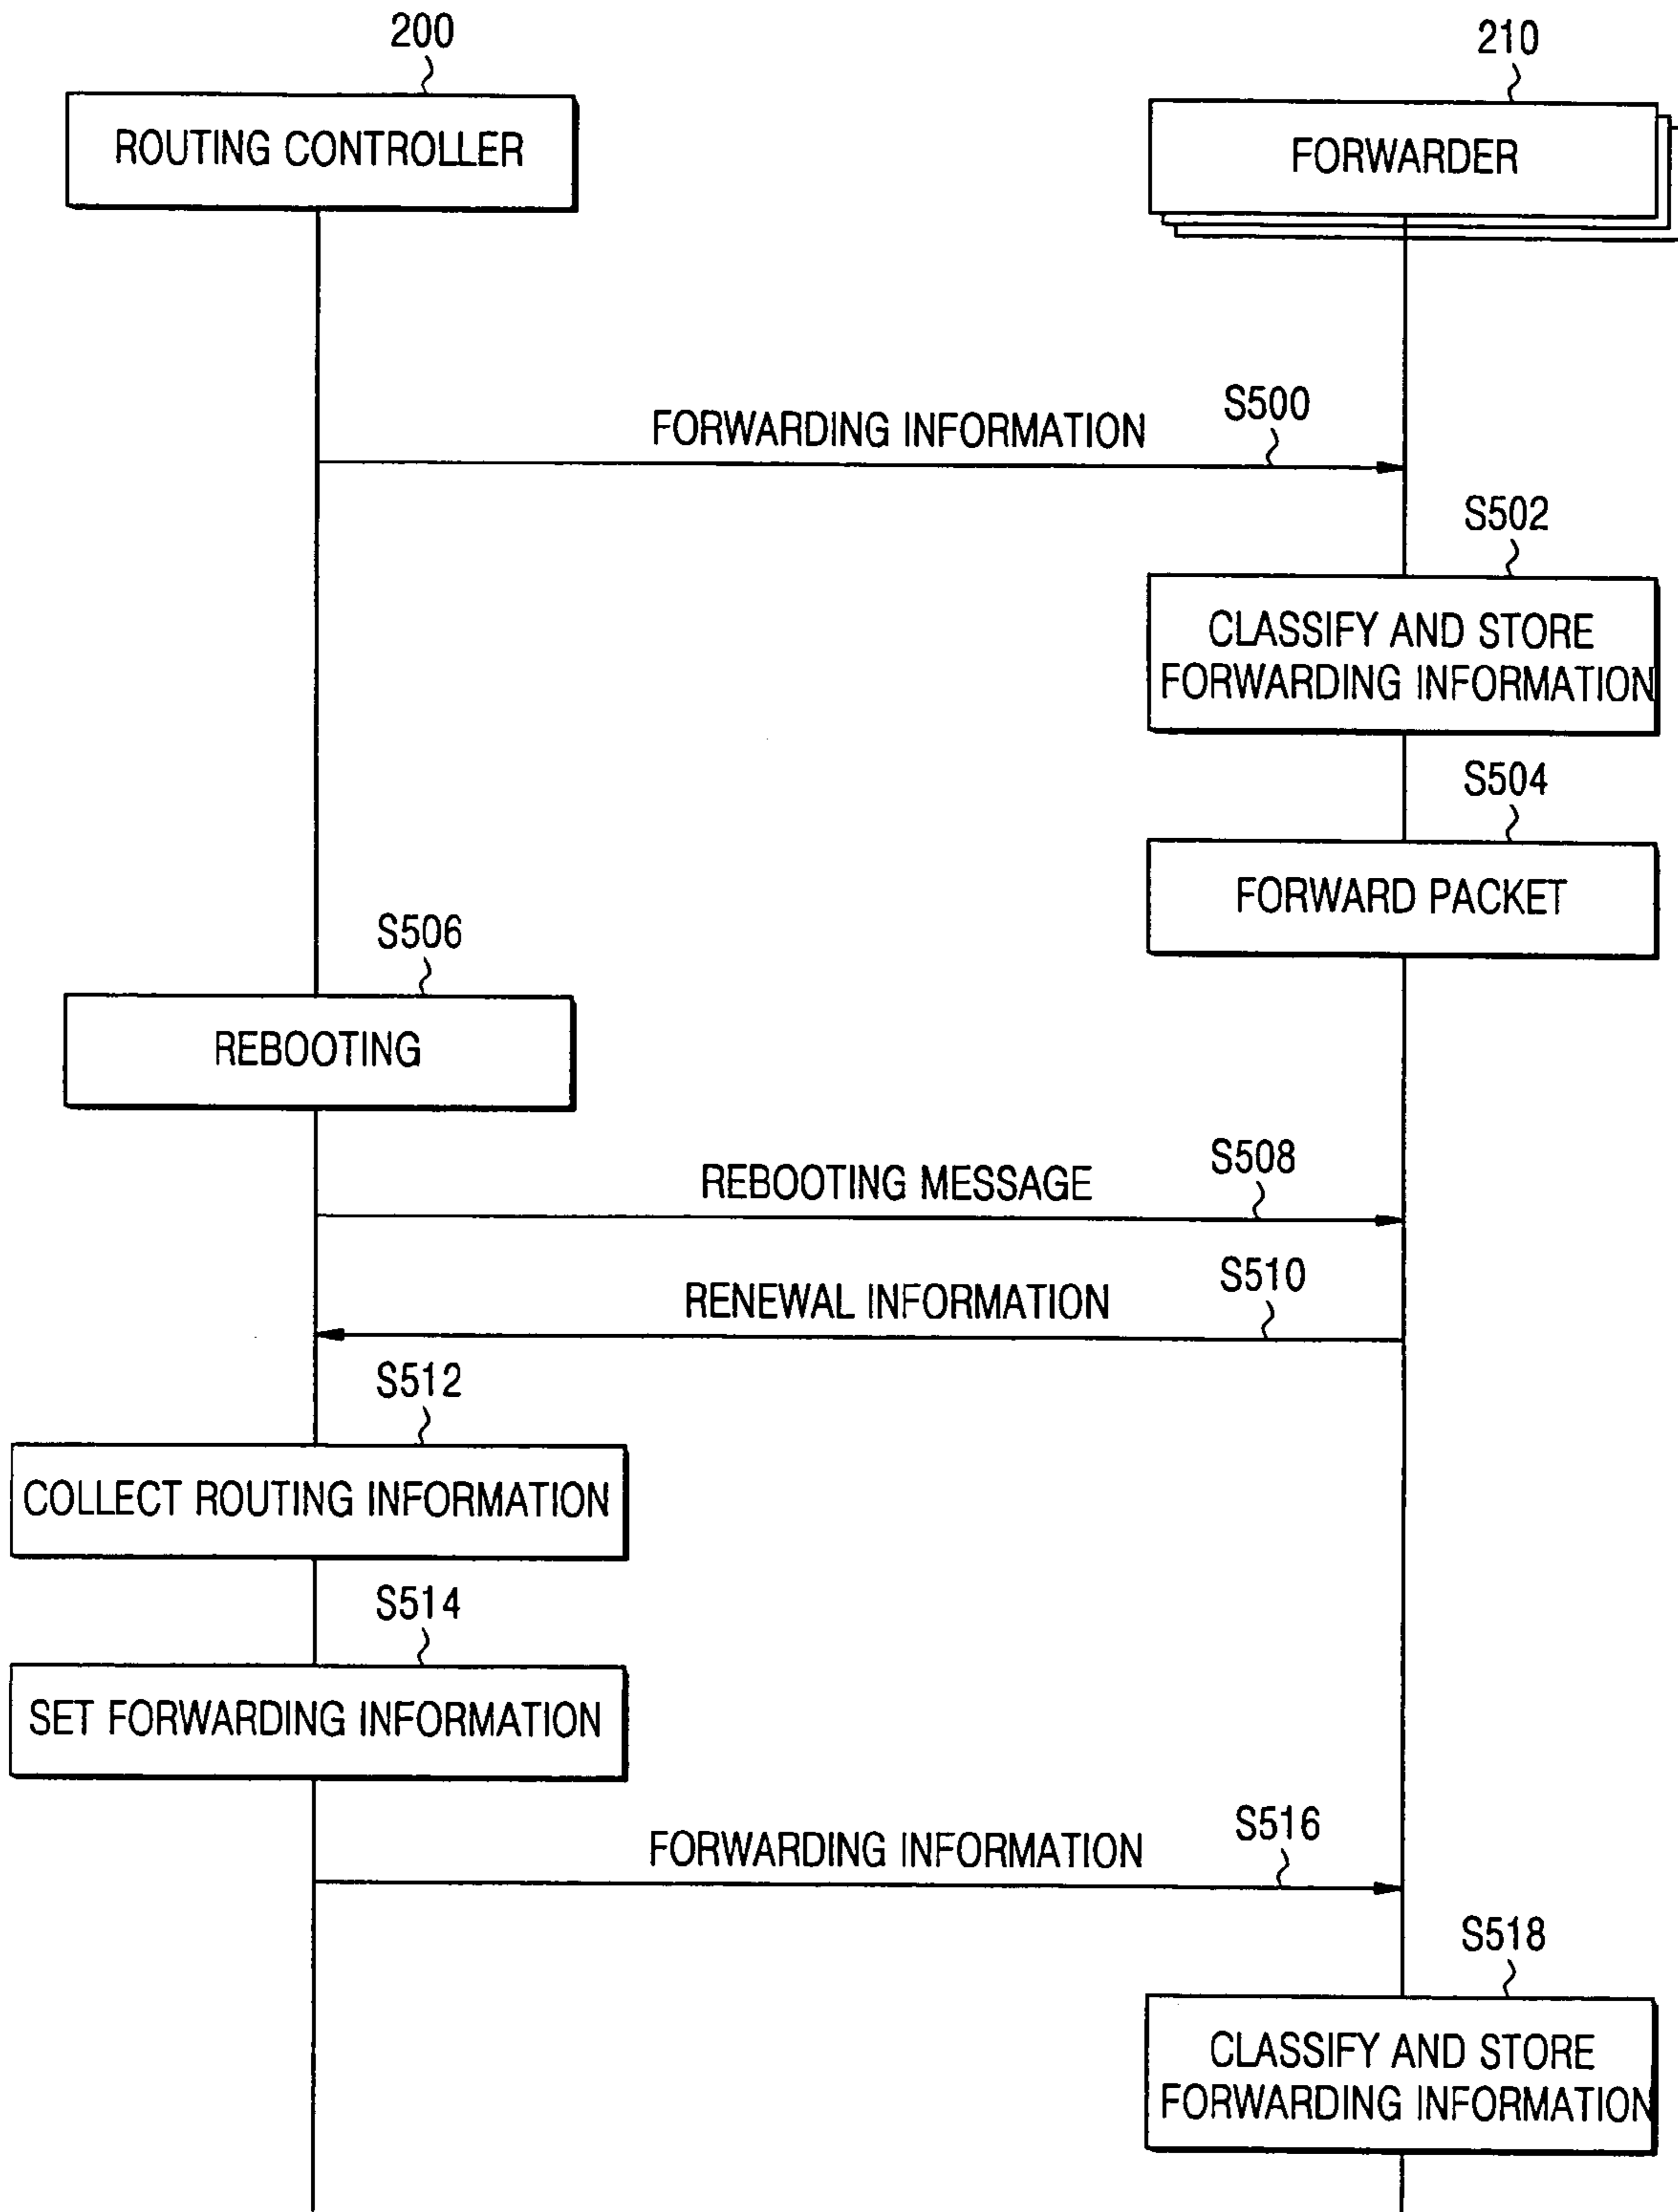 200
210
ROUTING CONTROLLER
FORWARDER
S500
FORWARDING INFORMATION
S502
CLASSIFY AND STORE
FORWARDING INFORMATION
S504
FORWARD PACKET
S506
REBOOTING
S508
REBOOTING MESSAGE
S510
RENEWAL INFORMATION
S512
COLLECT ROUTING INFORMATION
S514
SET FORWARDING INFORMATION
S516
FORWARDING INFORMATION
S518
CLASSIFY AND STORE
FORWARDING INFORMATION